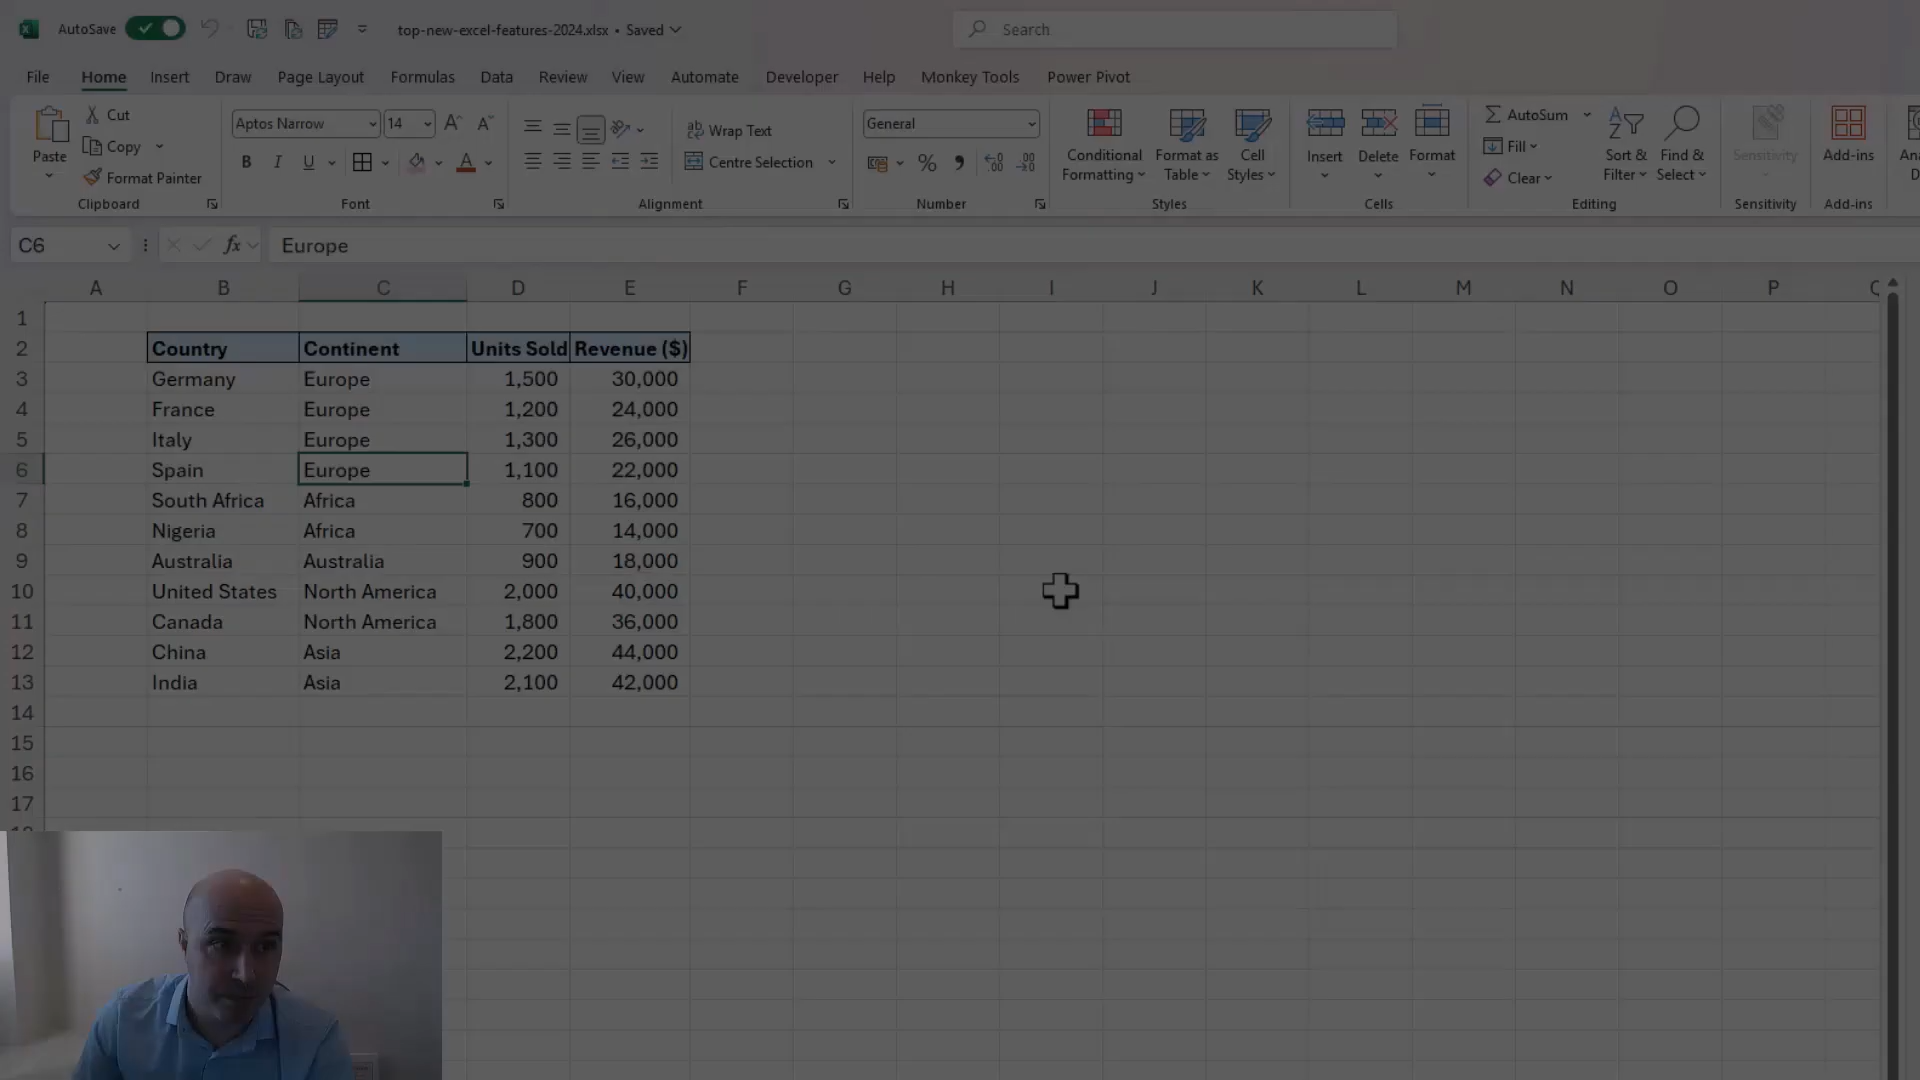 AutoSave top-new-excel-features-2024.xlsx • Saved Search
File Home Insert Draw Page Layout Formulas Data Review View Automate Developer Help Monkey Tools Power Pivot
Paste
Cut
Copy
Format Painter
Clipboard
Aptos Narrow 14
B I U A
Font
Wrap Text
Centre Selection
Alignment
General
%
Number
Conditional Formatting
Format as Table
Cell Styles
Styles
Insert
Delete
Format
Cells
AutoSum
Fill
Clear
Sort & Filter
Find & Select
Editing
Sensitivity
Sensitivity
Add-ins
Add-ins
C6 fx Europe
A B C D E F G H I J K L M N O P
1
2 Country Continent Units Sold Revenue ($)
3 Germany Europe 1,500 30,000
4 France Europe 1,200 24,000
5 Italy Europe 1,300 26,000
6 Spain Europe 1,100 22,000
7 South Africa Africa 800 16,000
8 Nigeria Africa 700 14,000
9 Australia Australia 900 18,000
10 United States North America 2,000 40,000
11 Canada North America 1,800 36,000
12 China Asia 2,200 44,000
13 India Asia 2,100 42,000
14
15
16
17